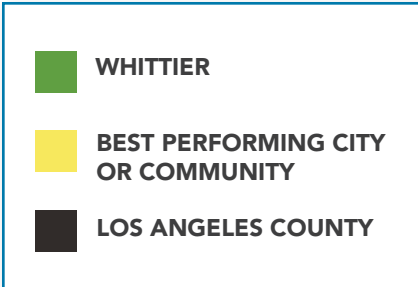 WHITTIER
BEST PERFORMING CITY
OR COMMUNITY
LOS ANGELES COUNTY